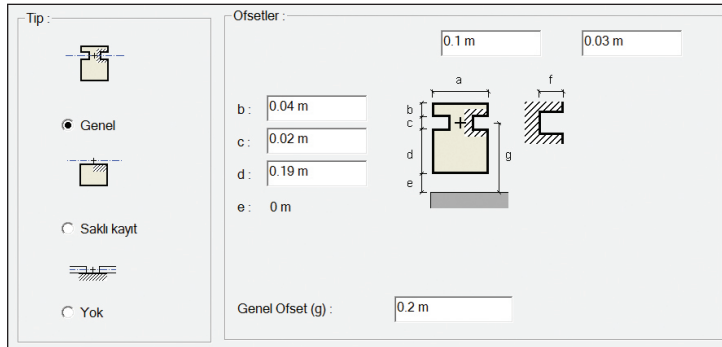 Tip :
Genel
Saklı kayıt
Yok
Ofsetler :
0.1 m
0.03 m
b : 0.04 m
c : 0.02 m
d : 0.19 m
e : 0 m
a
f
b
c
d
g
e
Genel Ofset (g) : 0.2 m